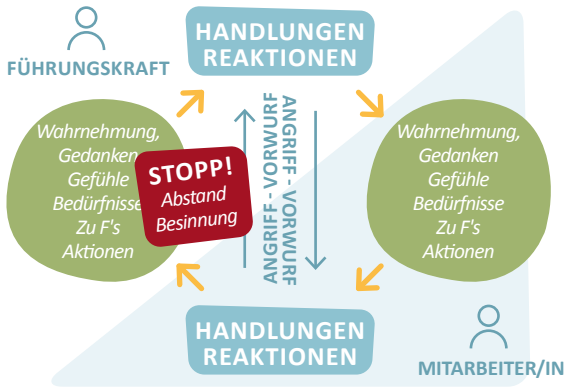 HANDLUNGEN
REAKTIONEN
FÜHRUNGSKRAFT
Wahrnehmung,
Gedanken
Gefühle
Bedürfnisse
Zu F's
Aktionen
STOPP!
Abstand
Besinnung
ANGRIFF - VORWURF
ANGRIFF - VORWURF
Wahrnehmung,
Gedanken
Gefühle
Bedürfnisse
Zu F's
Aktionen
HANDLUNGEN
REAKTIONEN
MITARBEITER/IN